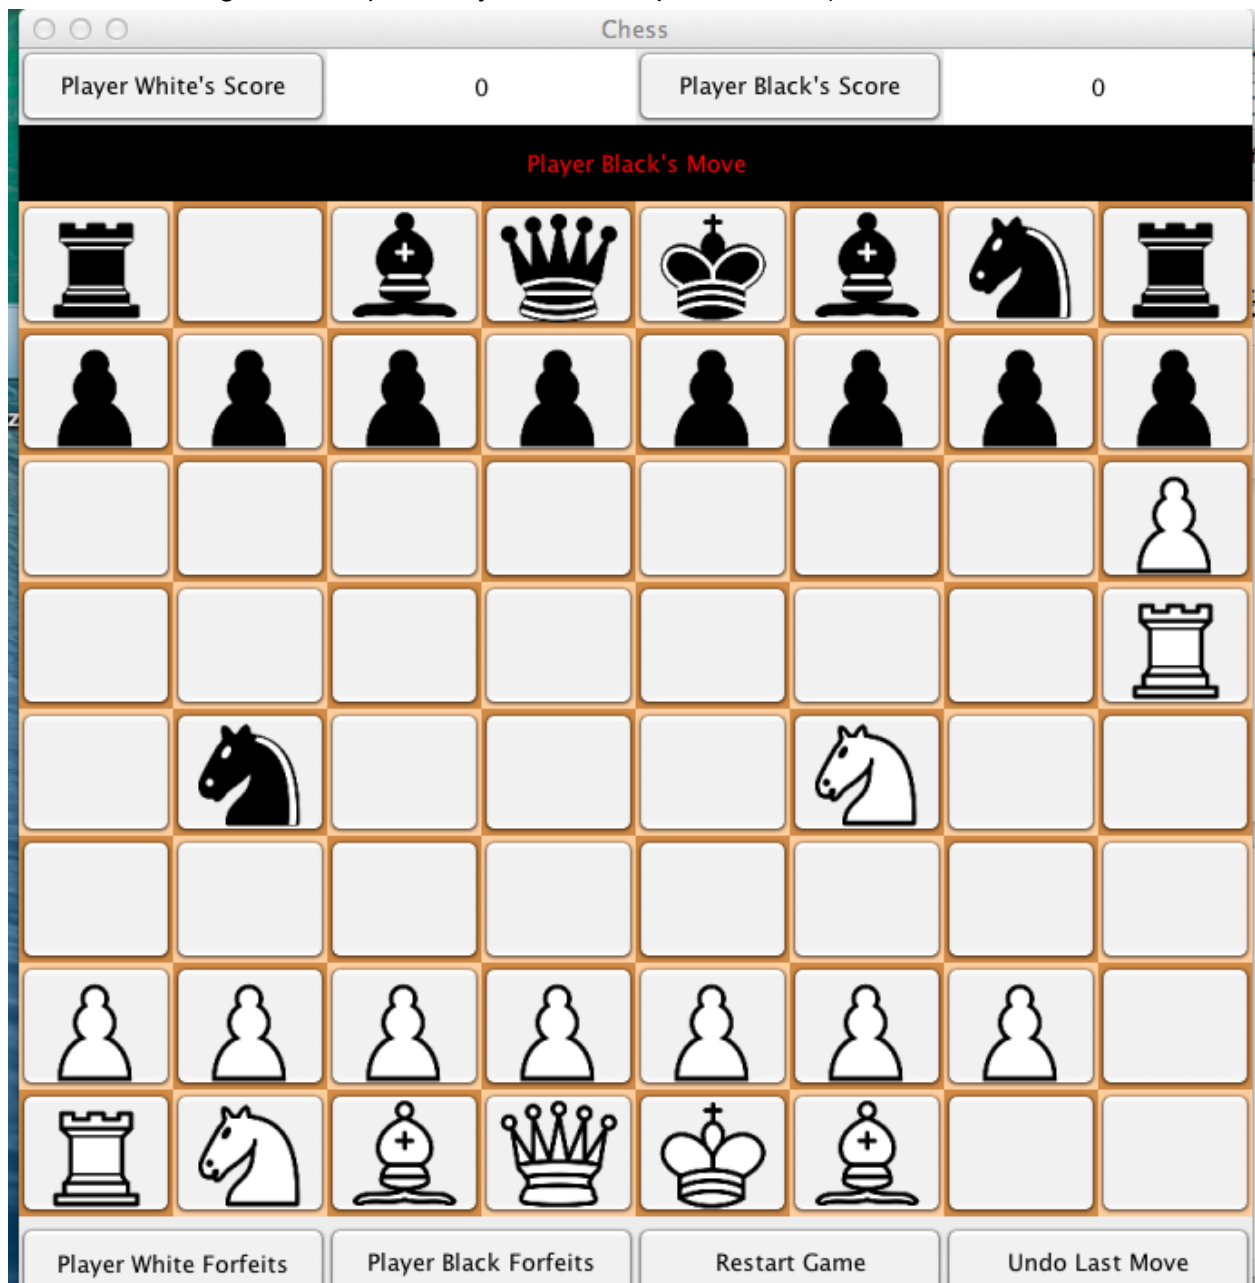 Chess
Player White's Score 0 Player Black's Score 0
Player Black's Move
Player White Forfeits Player Black Forfeits Restart Game Undo Last Move